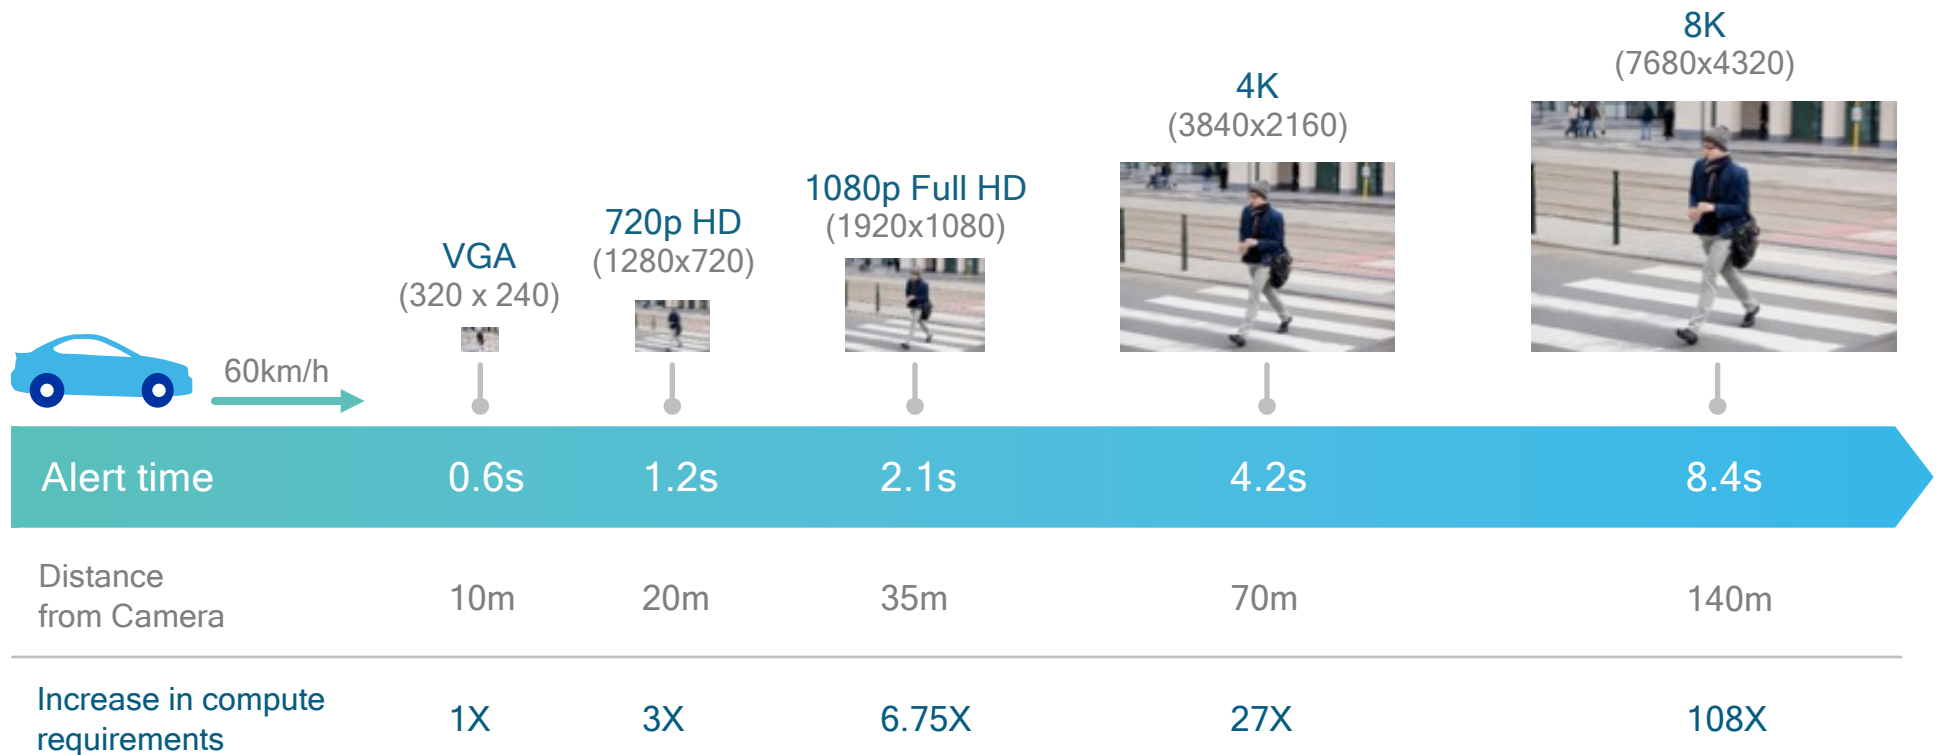 8K
(7680x4320)
4K
(3840x2160)
1080p Full HD
(1920x1080)
720p HD
(1280x720)
VGA
(320 x 240)
60km/h
Alert time 0.6s 1.2s 2.1s 4.2s 8.4s
Distance
from Camera 10m 20m 35m 70m 140m
Increase in compute
requirements 1X 3X 6.75X 27X 108X